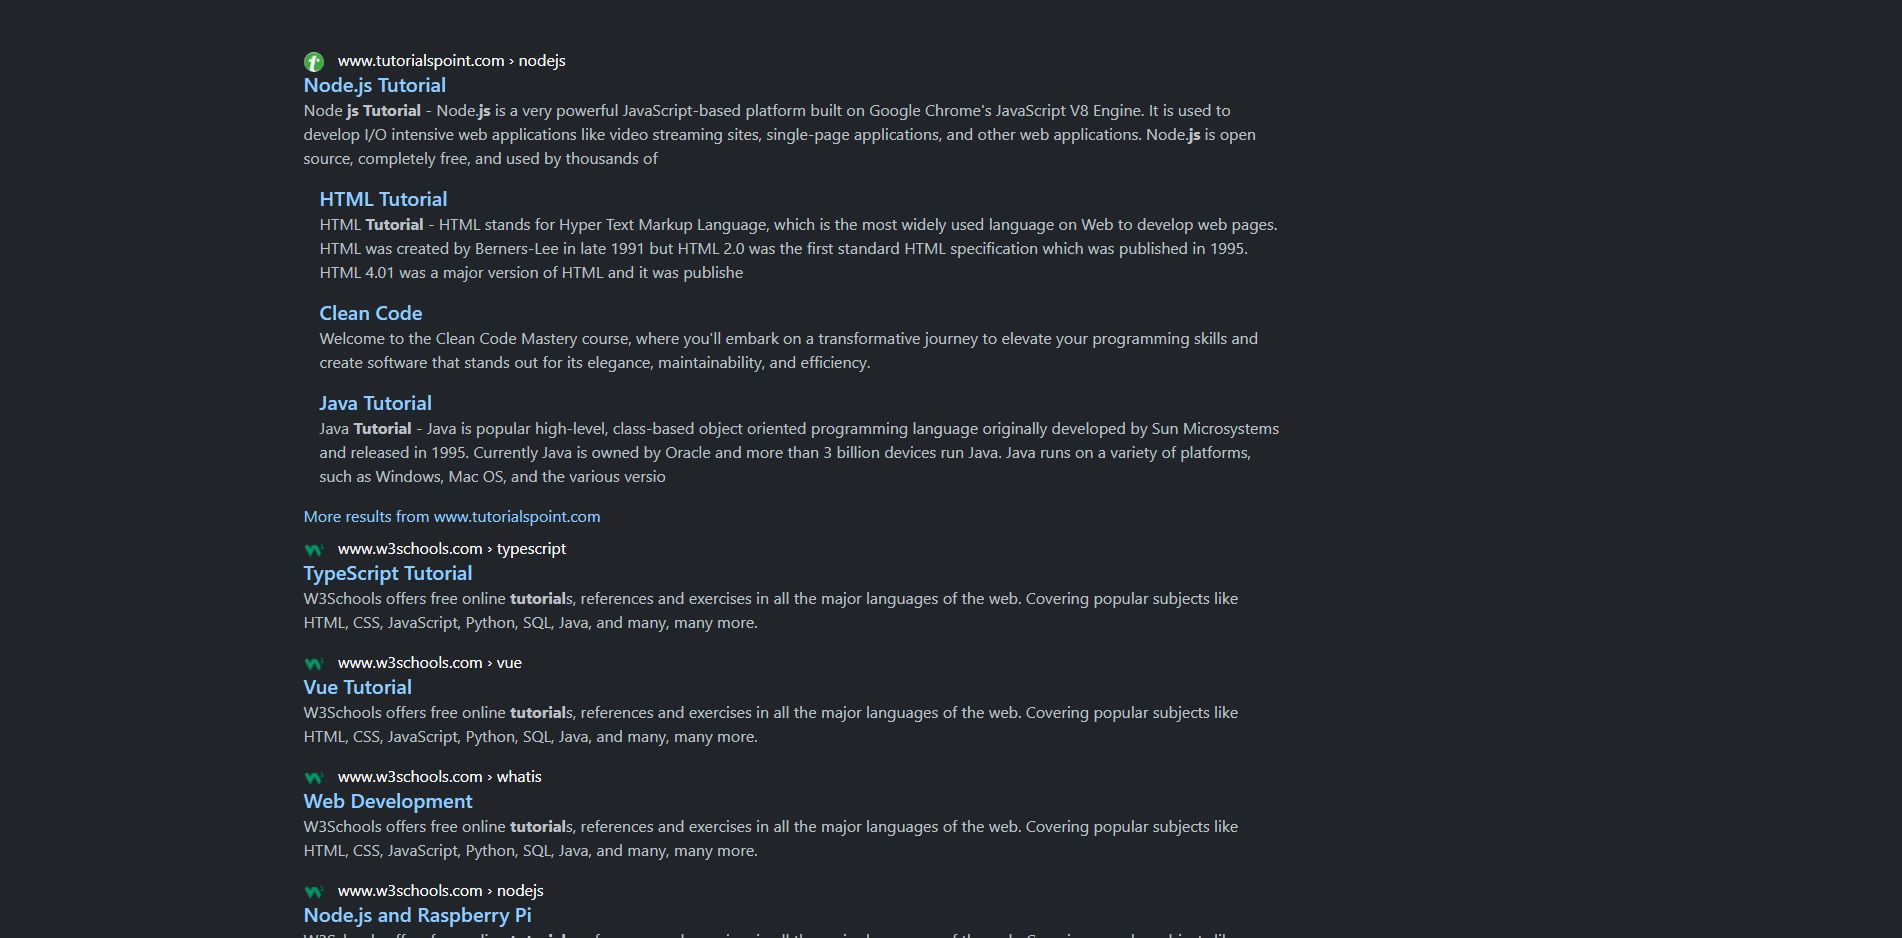 www.tutorialspoint.com › nodejs
Node.js Tutorial
Node js Tutorial - Node.js is a very powerful JavaScript-based platform built on Google Chrome's JavaScript V8 Engine. It is used to
develop I/O intensive web applications like video streaming sites, single-page applications, and other web applications. Node.js is open
source, completely free, and used by thousands of
HTML Tutorial
HTML Tutorial - HTML stands for Hyper Text Markup Language, which is the most widely used language on Web to develop web pages.
HTML was created by Berners-Lee in late 1991 but HTML 2.0 was the first standard HTML specification which was published in 1995.
HTML 4.01 was a major version of HTML and it was publishe
Clean Code
Welcome to the Clean Code Mastery course, where you'll embark on a transformative journey to elevate your programming skills and
create software that stands out for its elegance, maintainability, and efficiency.
Java Tutorial
Java Tutorial - Java is popular high-level, class-based object oriented programming language originally developed by Sun Microsystems
and released in 1995. Currently Java is owned by Oracle and more than 3 billion devices run Java. Java runs on a variety of platforms,
such as Windows, Mac OS, and the various versio
More results from www.tutorialspoint.com
www.w3schools.com › typescript
TypeScript Tutorial
W3Schools offers free online tutorials, references and exercises in all the major languages of the web. Covering popular subjects like
HTML, CSS, JavaScript, Python, SQL, Java, and many, many more.
www.w3schools.com › vue
Vue Tutorial
W3Schools offers free online tutorials, references and exercises in all the major languages of the web. Covering popular subjects like
HTML, CSS, JavaScript, Python, SQL, Java, and many, many more.
www.w3schools.com › whatis
Web Development
W3Schools offers free online tutorials, references and exercises in all the major languages of the web. Covering popular subjects like
HTML, CSS, JavaScript, Python, SQL, Java, and many, many more.
www.w3schools.com › nodejs
Node.js and Raspberry Pi